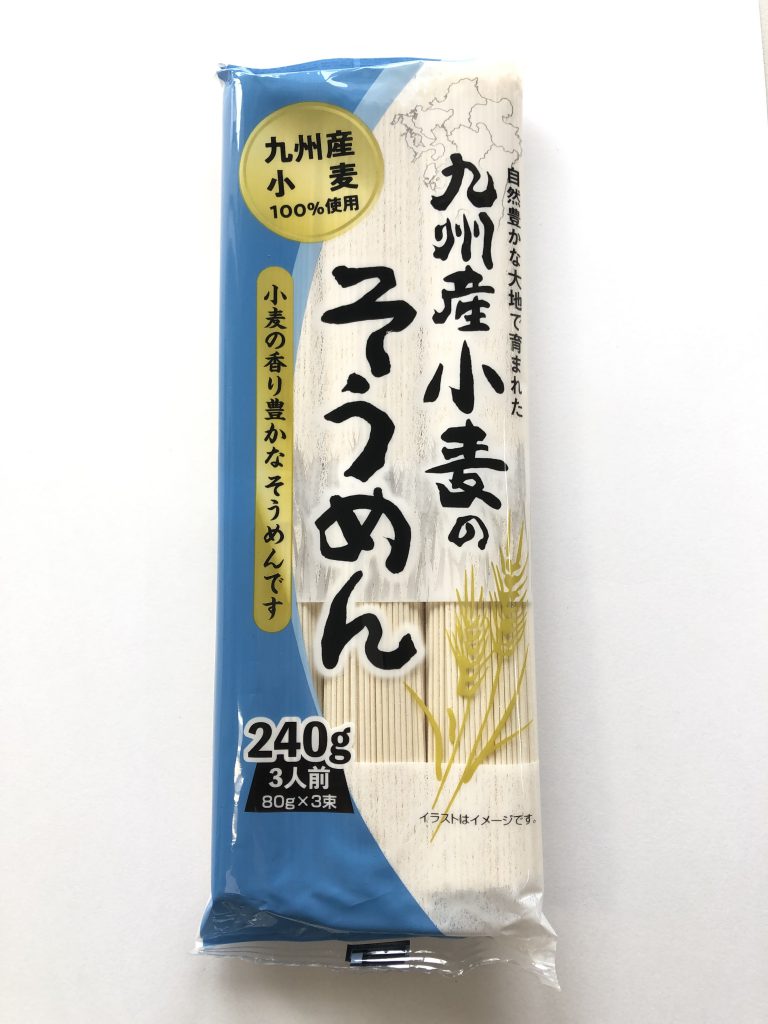 九州産
小麦
100%使用
自然豊かな大地で育まれた
九州産小麦の
そうめん
小麦の香り豊かなそうめんです
240g
3人前
80g×3束
イラストはイメージです。